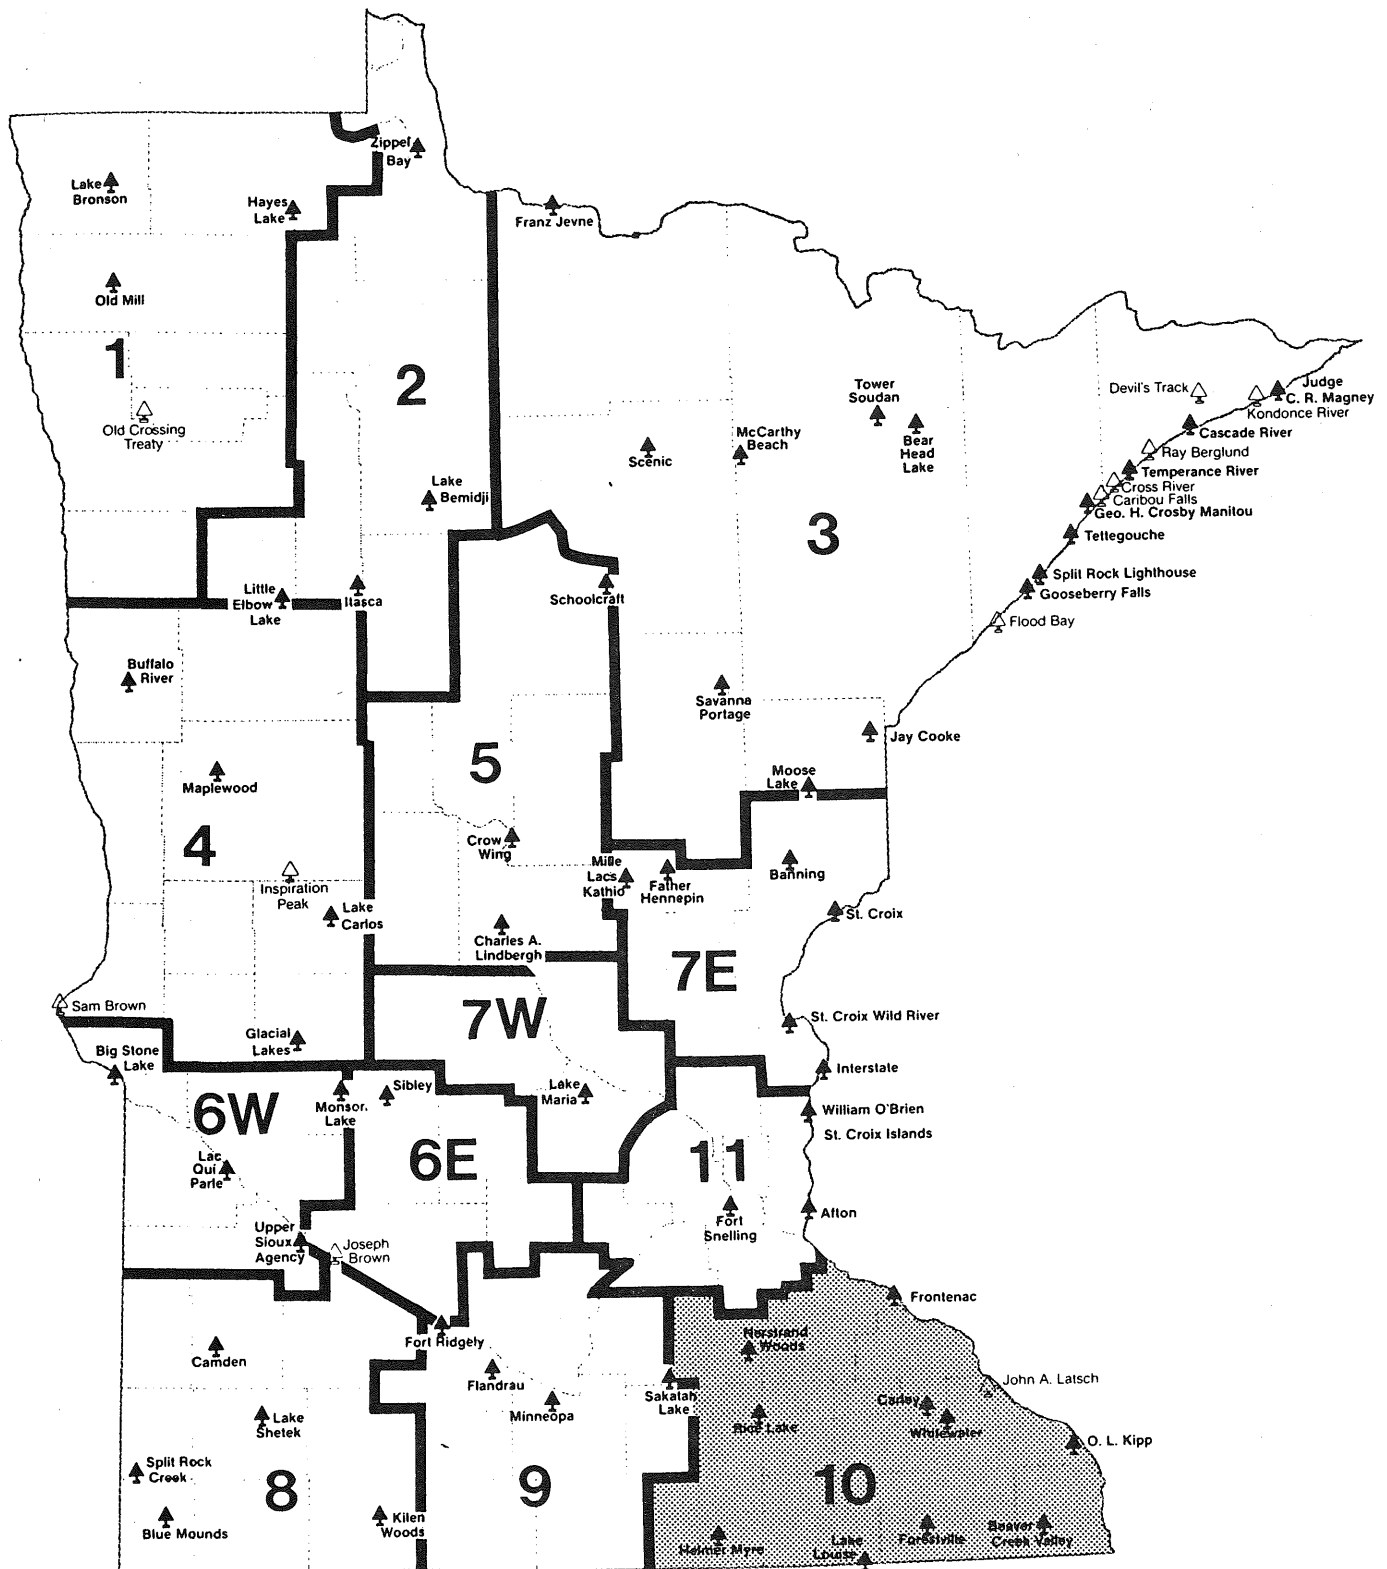 Zippel
Bay
Lake
Bronson
Hayes
Lake
Franz Jevne
Old Mill
1
2
Old Crossing
Treaty
Tower
Soudan
Bear
Head
Lake
McCarthy
Beach
Scenic
Devil's Track
Judge
C. R. Magney
Kondonce River
Cascade River
Ray Berglund
Temperance River
Cross River
Caribou Falls
Geo. H. Crosby Manitou
Tettegouche
Split Rock Lighthouse
Gooseberry Falls
Flood Bay
Lake
Bemidji
3
Little
Elbow
Lake
Itasca
Schoolcraft
Buffalo
River
Savanna
Portage
Jay Cooke
Moose
Lake
Maplewood
5
4
Crow
Wing
Mille
Lacs
Kathio
Father
Hennepin
Banning
Inspiration
Peak
Lake
Carlos
St. Croix
Charles A.
Lindbergh
7E
Sam Brown
7W
St. Croix Wild River
Glacial
Lakes
Big Stone
Lake
Interstate
6W
Monson
Lake
Sibley
Lake
Maria
William O'Brien
St. Croix Islands
6E
11
Lac
Qui
Parle
Fort
Snelling
Afton
Upper
Sioux
Agency
Joseph
Brown
Frontenac
Fort Ridgely
Nerstrand
Woods
Camden
Flandrau
Sakatah
Lake
John A. Latsch
Minneopa
Carley
Whitewater
Rice Lake
O. L. Kipp
Lake
Shetek
Split Rock
Creek
8
9
10
Blue Mounds
Kilen
Woods
Helmer Myre
Lake
Louise
Forestville
Beaver
Creek Valley